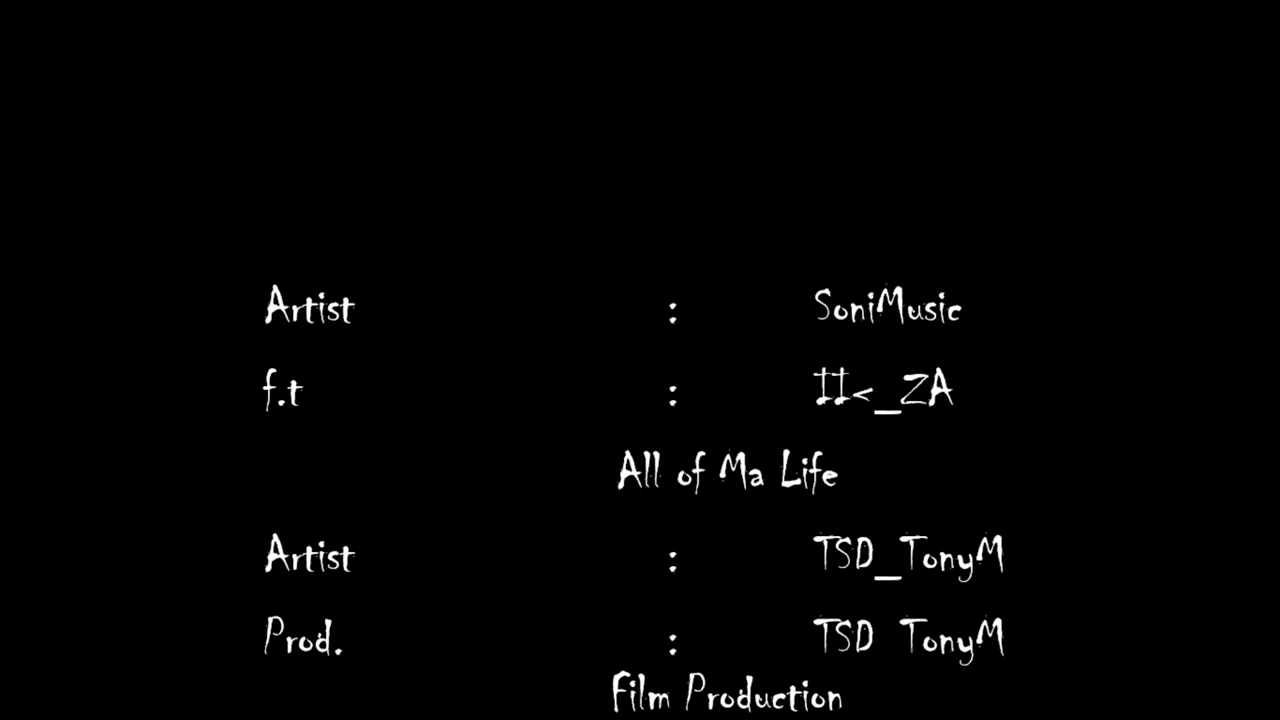 Artist : SoniMusic
f.t : II<_ZA
All of Ma Life
Artist : TSD_TonyM
Prod. : TSD TonyM
Film Production